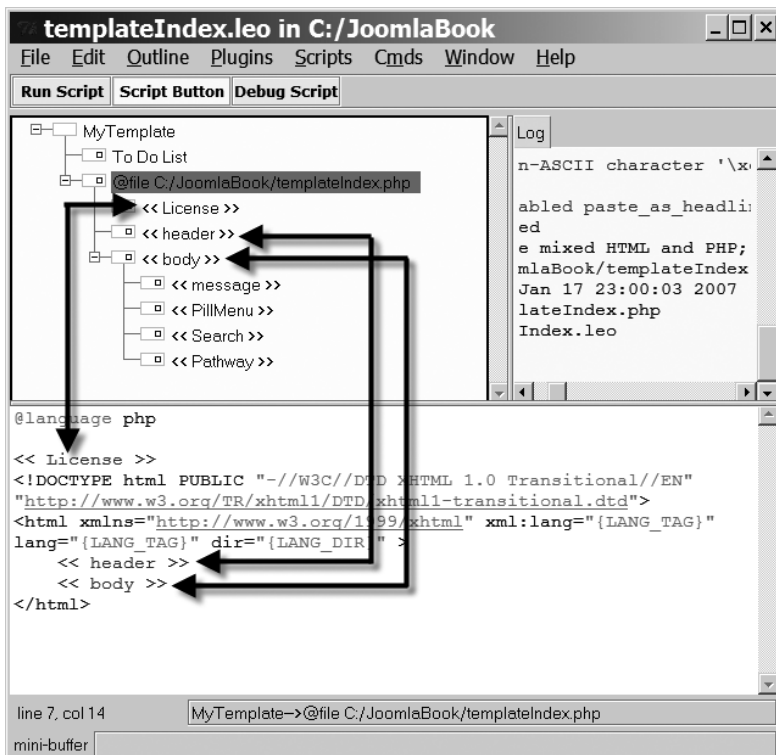 templateIndex.leo in C:/JoomlaBook
File Edit Outline Plugins Scripts Cmds Window Help
Run Script Script Button Debug Script
MyTemplate
To Do List
@file C:/JoomlaBook/templateIndex.php
<< License >>
<< header >>
<< body >>
<< message >>
<< PillMenu >>
<< Search >>
<< Pathway >>
Log
n-ASCII character '\x
abled paste_as_headli
ed
e mixed HTML and PHP;
mlaBook/templateIndex
Jan 17 23:00:03 2007
lateIndex.php
Index.leo
@language php
<< License >>
<!DOCTYPE html PUBLIC "-//W3C//DTD XHTML 1.0 Transitional//EN"
"http://www.w3.org/TR/xhtml1/DTD/xhtml1-transitional.dtd">
<html xmlns="http://www.w3.org/1999/xhtml" xml:lang="{LANG_TAG}"
lang="{LANG_TAG}" dir="{LANG_DIR}" >
<< header >>
<< body >>
</html>
line 7, col 14 MyTemplate->@file C:/JoomlaBook/templateIndex.php
mini-buffer